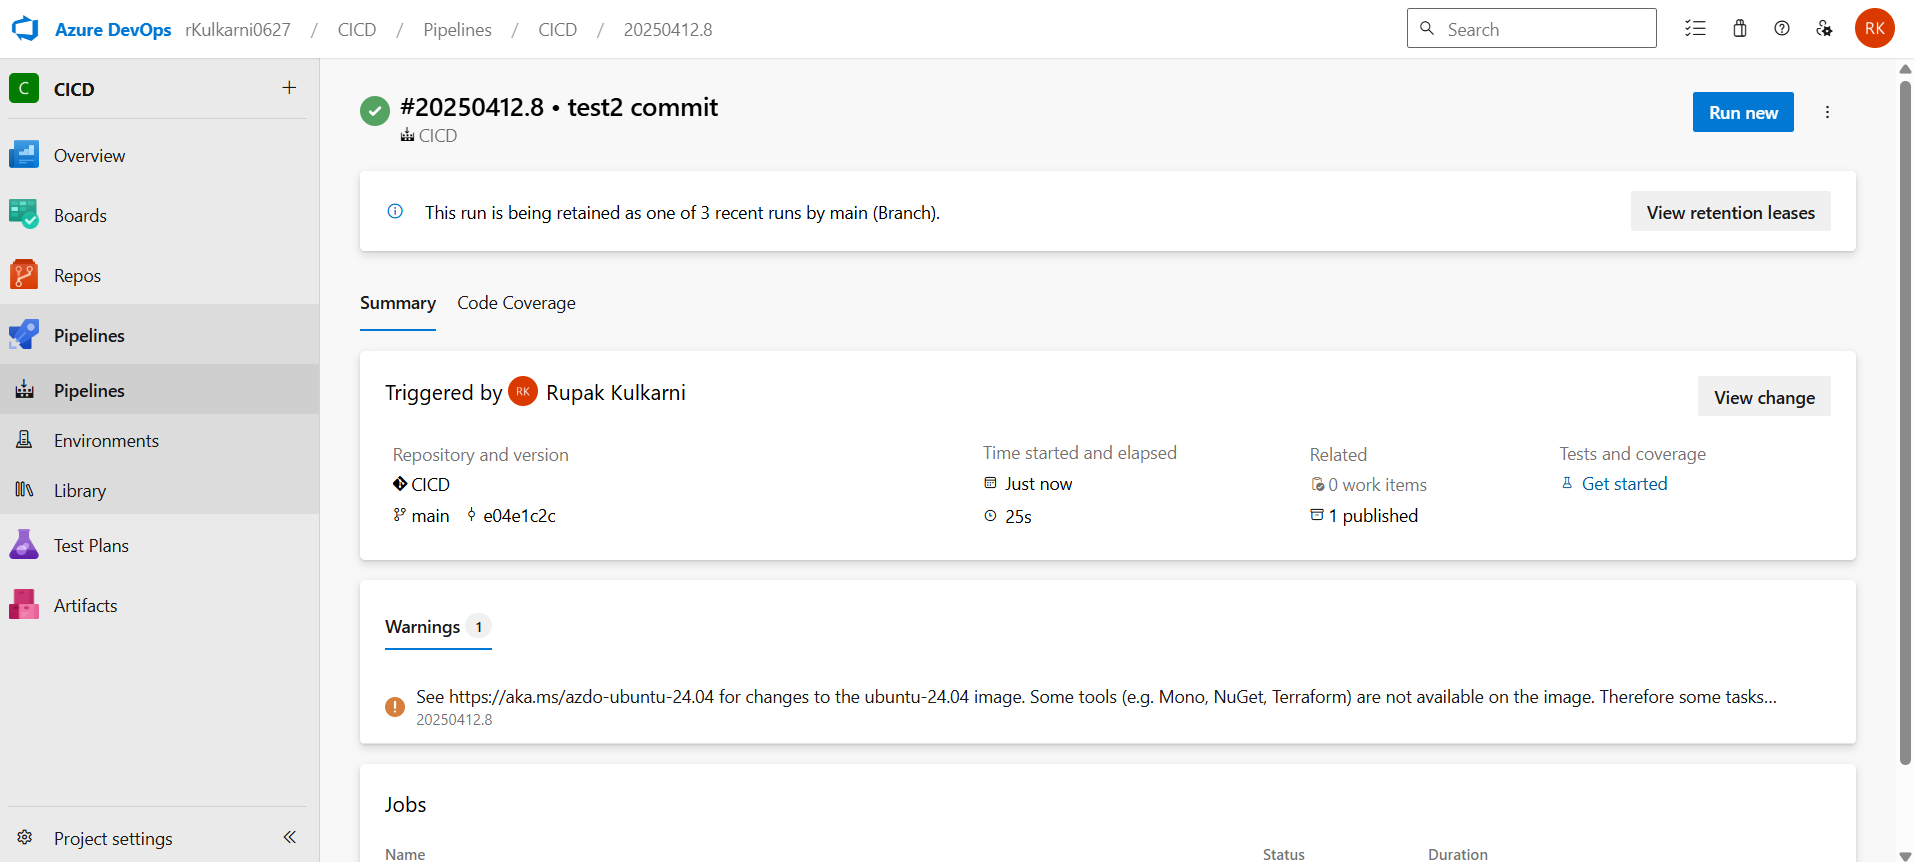 Azure DevOps rKulkarni0627 / CICD / Pipelines / CICD / 20250412.8
Search
RK
C CICD
Overview
Boards
Repos
Pipelines
Pipelines
Environments
Library
Test Plans
Artifacts
Project settings
#20250412.8 • test2 commit
CICD
Run new
This run is being retained as one of 3 recent runs by main (Branch).
View retention leases
Summary Code Coverage
Triggered by RK Rupak Kulkarni
View change
Repository and version
CICD
main e04e1c2c
Time started and elapsed
Just now
25s
Related
0 work items
1 published
Tests and coverage
Get started
Warnings 1
See https://aka.ms/azdo-ubuntu-24.04 for changes to the ubuntu-24.04 image. Some tools (e.g. Mono, NuGet, Terraform) are not available on the image. Therefore some tasks...
20250412.8
Jobs
Name Status Duration